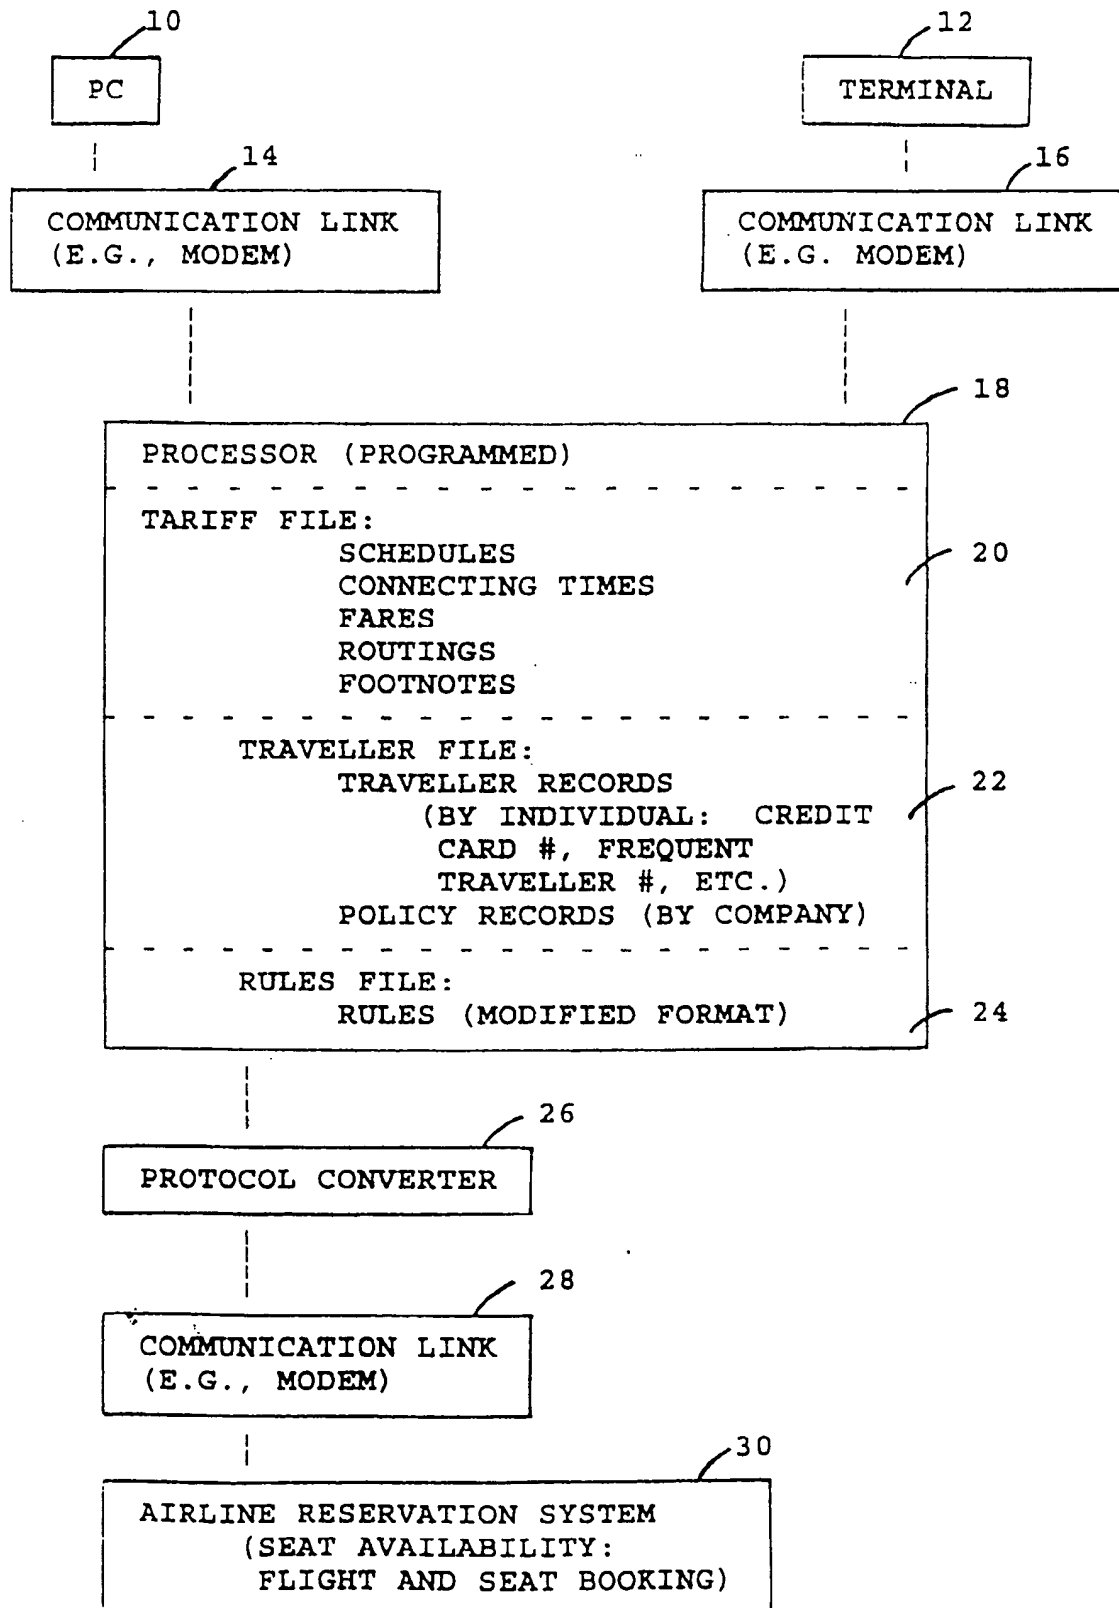 10
12
PC
TERMINAL
14
16
COMMUNICATION LINK
(E.G., MODEM)
COMMUNICATION LINK
(E.G. MODEM)
18
PROCESSOR (PROGRAMMED)
TARIFF FILE:
SCHEDULES
20
CONNECTING TIMES
FARES
ROUTINGS
FOOTNOTES
TRAVELLER FILE:
TRAVELLER RECORDS
22
(BY INDIVIDUAL: CREDIT
CARD #, FREQUENT
TRAVELLER #, ETC.)
POLICY RECORDS (BY COMPANY)
RULES FILE:
RULES (MODIFIED FORMAT)
24
26
PROTOCOL CONVERTER
28
COMMUNICATION LINK
(E.G., MODEM)
30
AIRLINE RESERVATION SYSTEM
(SEAT AVAILABILITY:
FLIGHT AND SEAT BOOKING)